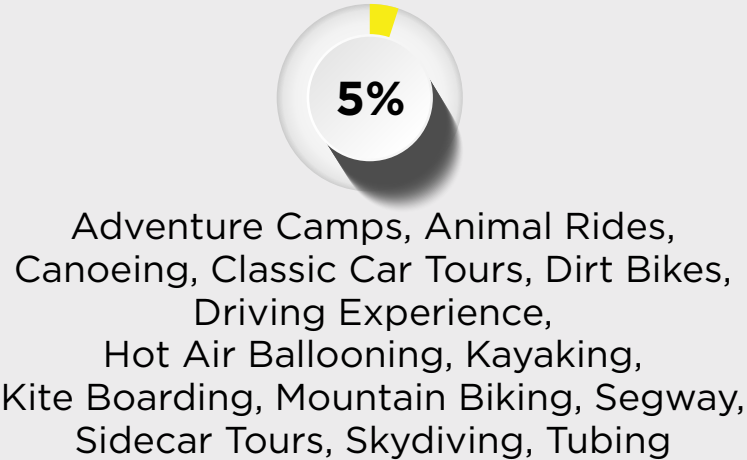 5%
Adventure Camps, Animal Rides,
Canoeing, Classic Car Tours, Dirt Bikes,
Driving Experience,
Hot Air Ballooning, Kayaking,
Kite Boarding, Mountain Biking, Segway,
Sidecar Tours, Skydiving, Tubing